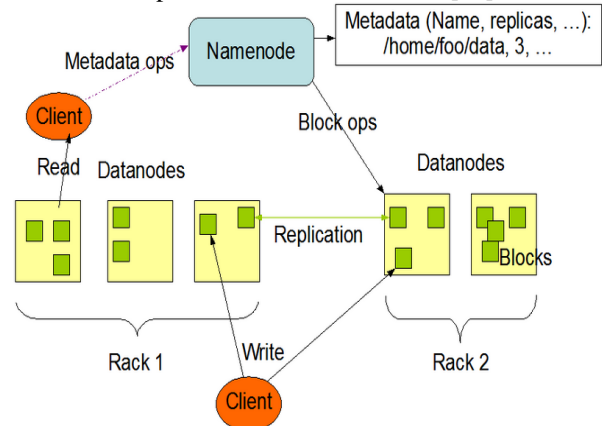 Metadata (Name, replicas, …):
/home/foo/data, 3, …
Namenode
Metadata ops
Client
Block ops
Read
Datanodes
Datanodes
Replication
Blocks
Write
Rack 1
Rack 2
Client